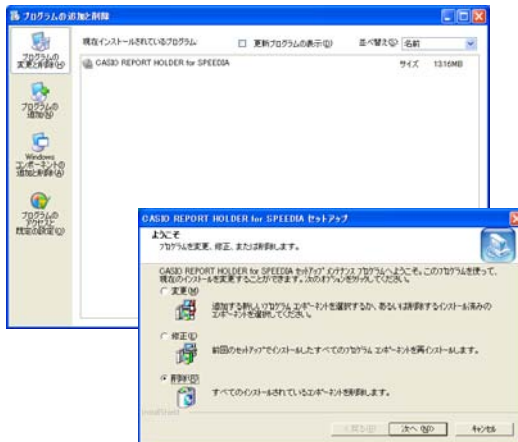 プログラムの追加と削除
プログラムの
変更と削除(H)
現在インストールされているプログラム:
更新プログラムの表示(D)
並べ替え(S):
名前
CASIO REPORT HOLDER for SPEEDIA
サイズ 13.16MB
プログラムの
追加(N)
Windows
コンポーネントの
追加と削除(A)
プログラムの
アクセスと
既定の設定(O)
CASIO REPORT HOLDER for SPEEDIA セットアップ
ようこそ
プログラムを変更、修正、または削除します。
CASIO REPORT HOLDER for SPEEDIA セットアップ メンテナンス プログラムへようこそ。このプログラムを使って、
現在のインストールを変更することができます。次のオプションをクリックしてください。
変更(M)
追加する新しいプログラム コンポーネントを選択するか、あるいは削除するインストール済みの
コンポーネントを選択してください。
修正(E)
前回のセットアップでインストールしたすべてのプログラム コンポーネントを再インストールします。
削除(R)
すべてのインストールされているコンポーネントを削除します。
InstallShield
< 戻る(B)
次へ(N) >
キャンセル